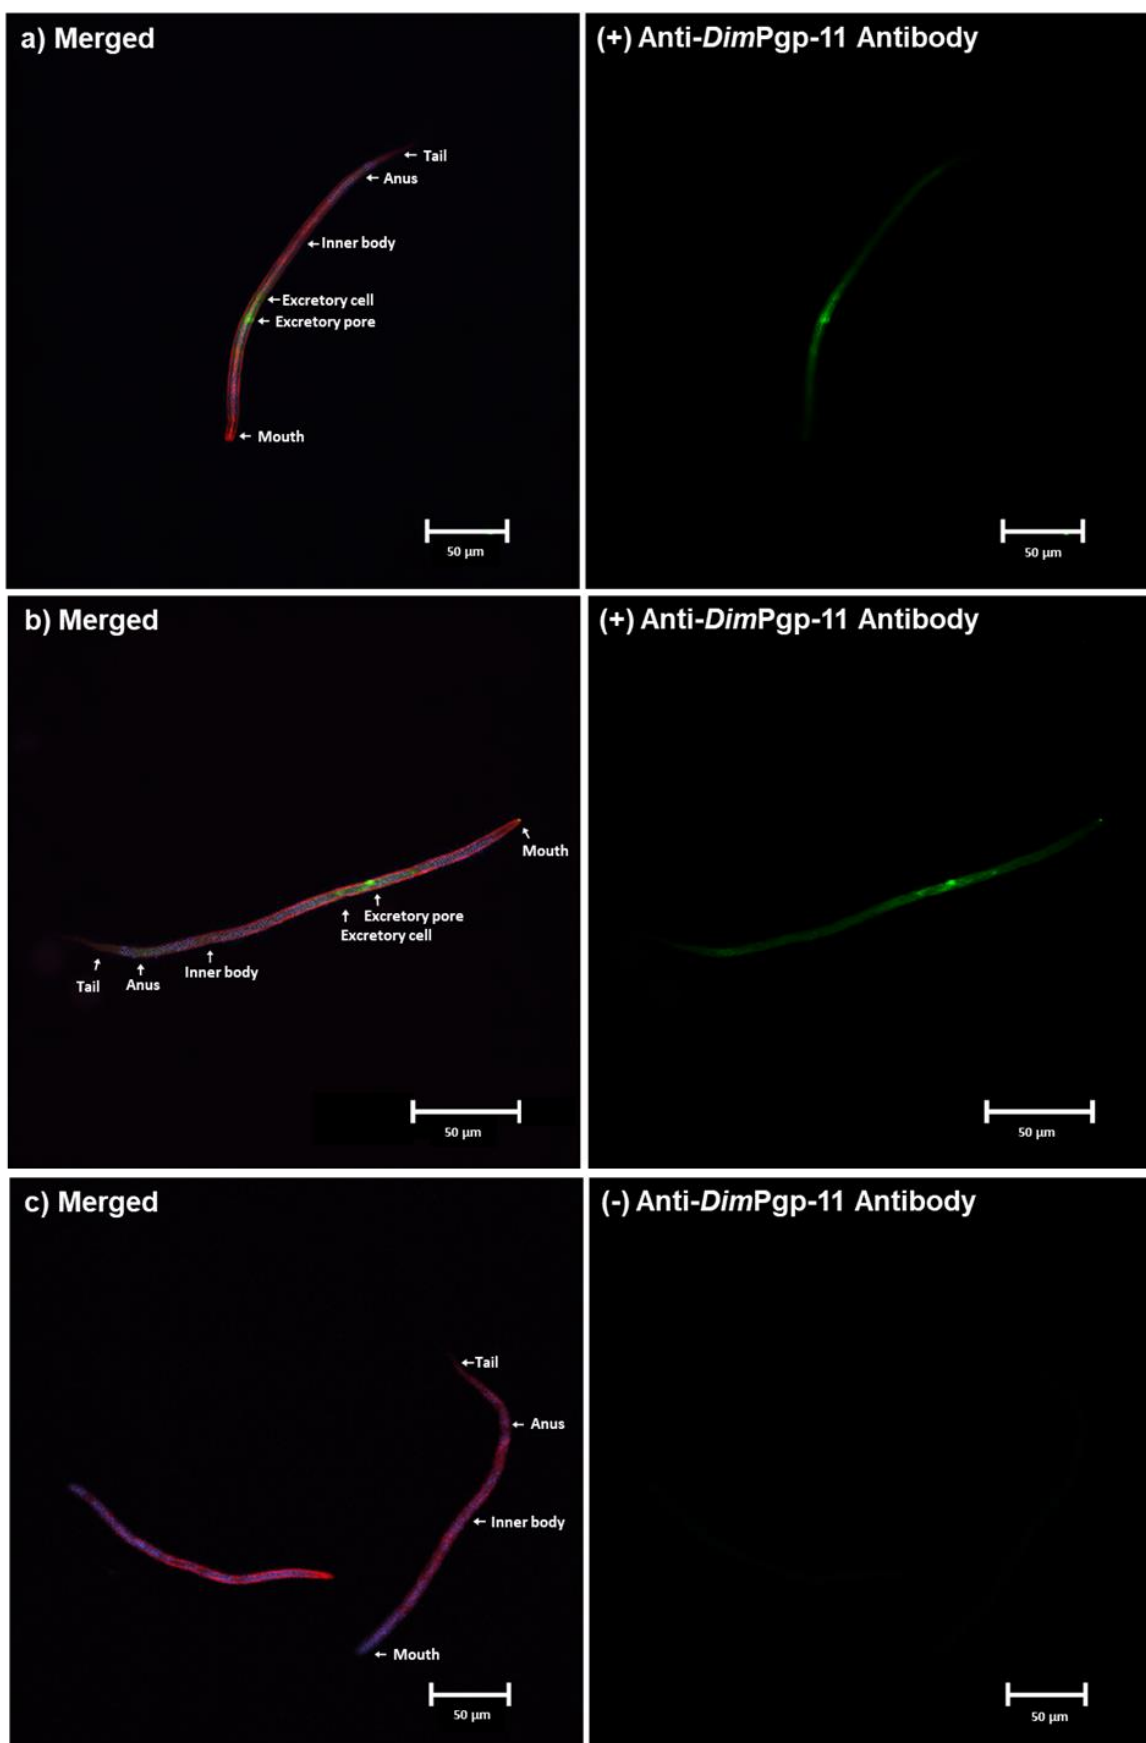 a) Merged
(+) Anti-DimPgp-11 Antibody
Tail
Anus
Inner body
Excretory cell
Excretory pore
Mouth
50 µm
50 µm
b) Merged
(+) Anti-DimPgp-11 Antibody
Mouth
Excretory pore
Excretory cell
Inner body
Anus
Tail
50 µm
50 µm
c) Merged
(-) Anti-DimPgp-11 Antibody
Tail
Anus
Inner body
Mouth
50 µm
50 µm